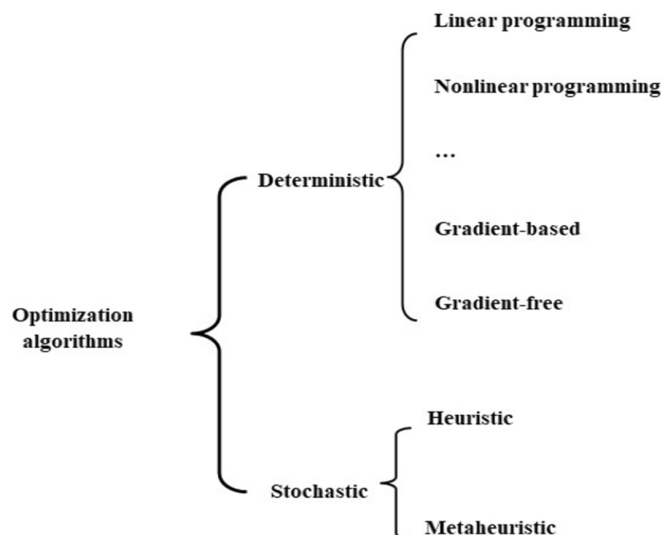 Linear programming
Nonlinear programming
...
Deterministic
Gradient-based
Gradient-free
Optimization
algorithms
Heuristic
Stochastic
Metaheuristic